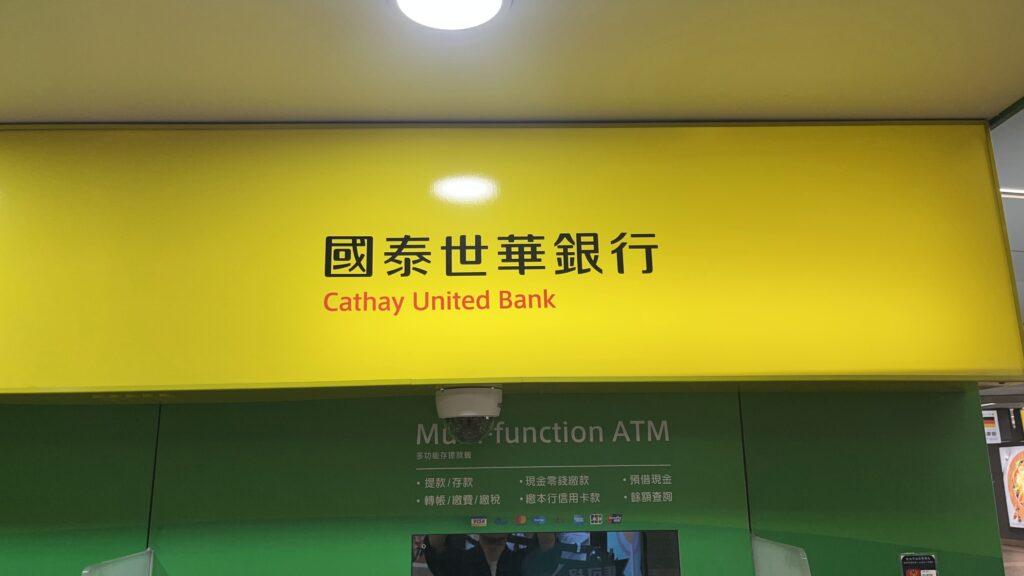 國泰世華銀行
Cathay United Bank
function ATM
多功能存提款機
・提款/存款 ・現金零錢繳款 ・預借現金
・轉帳/繳費/繳稅 ・繳本行信用卡款 ・餘額查詢
VISA